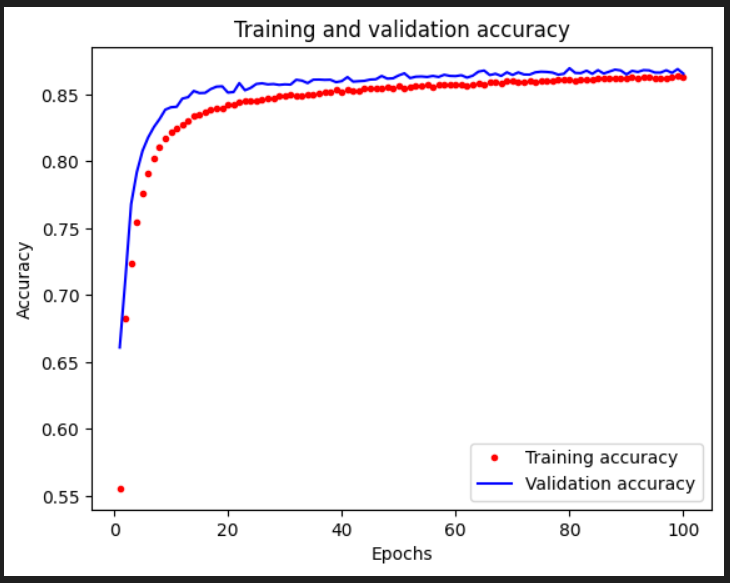 Training and validation accuracy
0.85
0.80
0.75
0.70
0.65
0.60
0.55
Accuracy
Training accuracy
Validation accuracy
0 20 40 60 80 100
Epochs